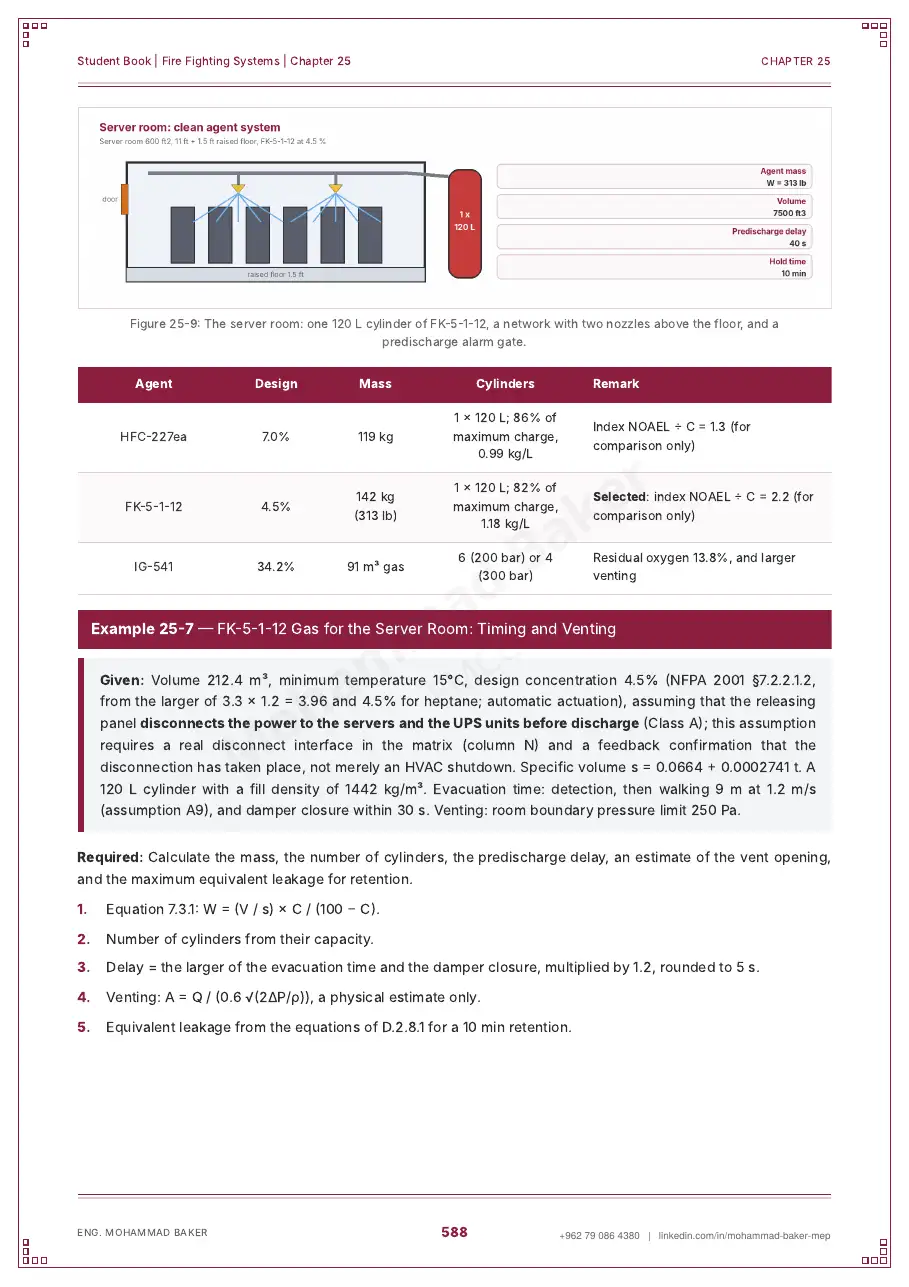 Student Book | Fire Fighting Systems | Chapter 25
CHAPTER 25
Server room: clean agent system
Server room 600 ft2, 11 ft + 1.5 ft raised floor, FK-5-1-12 at 4.5 %
door
raised floor 1.5 ft
1 x
120 L
Agent mass
W = 313 lb
Volume
7500 ft3
Predischarge delay
40 s
Hold time
10 min
Figure 25-9: The server room: one 120 L cylinder of FK-5-1-12, a network with two nozzles above the floor, and a
predischarge alarm gate.
Agent Design Mass Cylinders Remark
HFC-227ea 7.0% 119 kg
1 × 120 L; 86% of
maximum charge,
0.99 kg/L
Index NOAEL ÷ C = 1.3 (for
comparison only)
FK-5-1-12 4.5%
142 kg
(313 lb)
1 × 120 L; 82% of
maximum charge,
1.18 kg/L
Selected: index NOAEL ÷ C = 2.2 (for
comparison only)
IG-541 34.2% 91 m³ gas
6 (200 bar) or 4
(300 bar)
Residual oxygen 13.8%, and larger
venting
Example 25-7 — FK-5-1-12 Gas for the Server Room: Timing and Venting
Given: Volume 212.4 m³, minimum temperature 15°C, design concentration 4.5% (NFPA 2001 §7.2.2.1.2,
from the larger of 3.3 × 1.2 = 3.96 and 4.5% for heptane; automatic actuation), assuming that the releasing
panel disconnects the power to the servers and the UPS units before discharge (Class A); this assumption
requires a real disconnect interface in the matrix (column N) and a feedback confirmation that the
disconnection has taken place, not merely an HVAC shutdown. Specific volume s = 0.0664 + 0.0002741 t. A
120 L cylinder with a fill density of 1442 kg/m³. Evacuation time: detection, then walking 9 m at 1.2 m/s
(assumption A9), and damper closure within 30 s. Venting: room boundary pressure limit 250 Pa.
Required: Calculate the mass, the number of cylinders, the predischarge delay, an estimate of the vent opening,
and the maximum equivalent leakage for retention.
1. Equation 7.3.1: W = (V / s) × C / (100 − C).
2. Number of cylinders from their capacity.
3. Delay = the larger of the evacuation time and the damper closure, multiplied by 1.2, rounded to 5 s.
4. Venting: A = Q / (0.6 √(2ΔP/ρ)), a physical estimate only.
5. Equivalent leakage from the equations of D.2.8.1 for a 10 min retention.
ENG. MOHAMMAD BAKER
588
+962 79 086 4380 | linkedin.com/in/mohammad-baker-mep